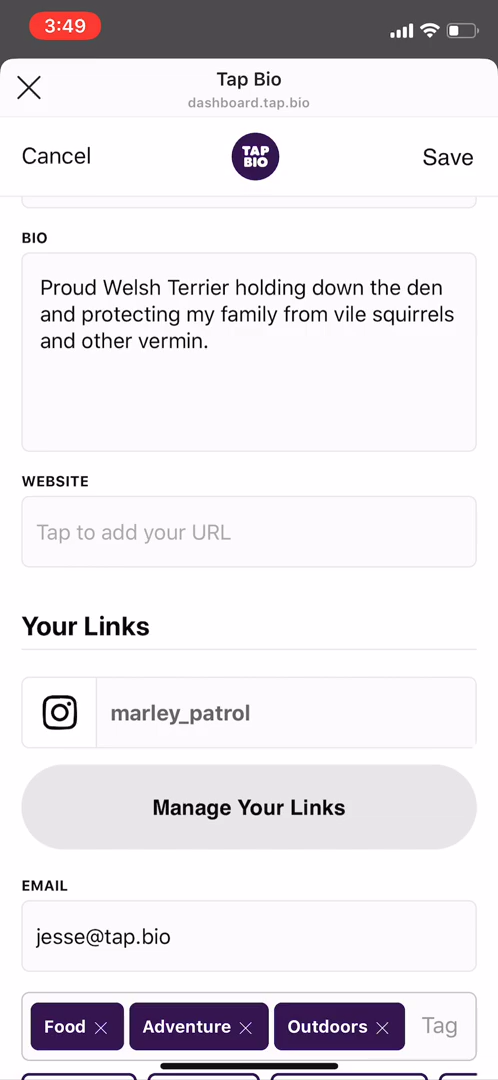 3:49
Tap Bio
dashboard.tap.bio
Cancel
TAP
BIO
Save
BIO
Proud Welsh Terrier holding down the den
and protecting my family from vile squirrels
and other vermin.
WEBSITE
Tap to add your URL
Your Links
marley_patrol
Manage Your Links
EMAIL
jesse@tap.bio
Food Adventure Outdoors Tag